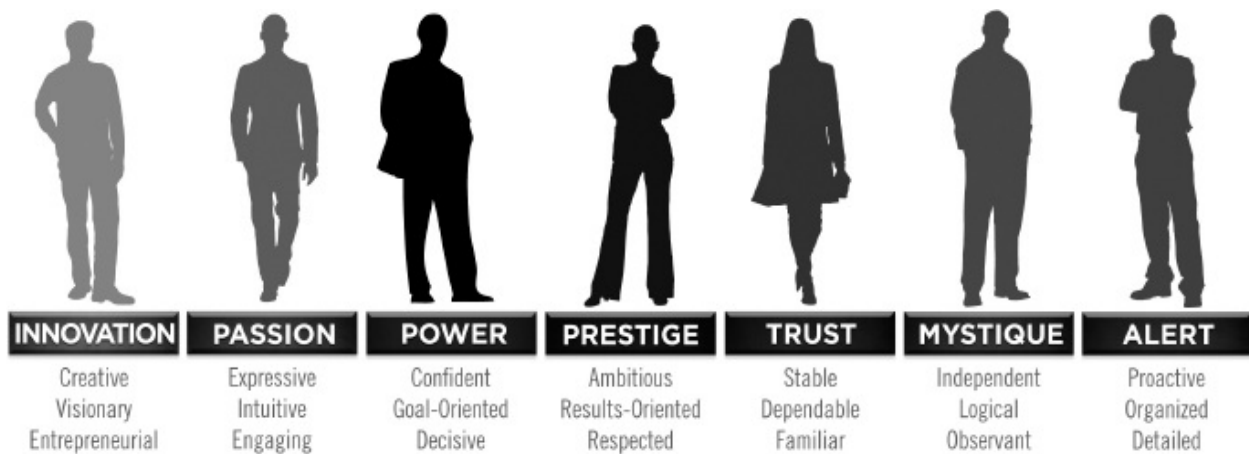 INNOVATION
Creative
Visionary
Entrepreneurial
PASSION
Expressive
Intuitive
Engaging
POWER
Confident
Goal-Oriented
Decisive
PRESTIGE
Ambitious
Results-Oriented
Respected
TRUST
Stable
Dependable
Familiar
MYSTIQUE
Independent
Logical
Observant
ALERT
Proactive
Organized
Detailed